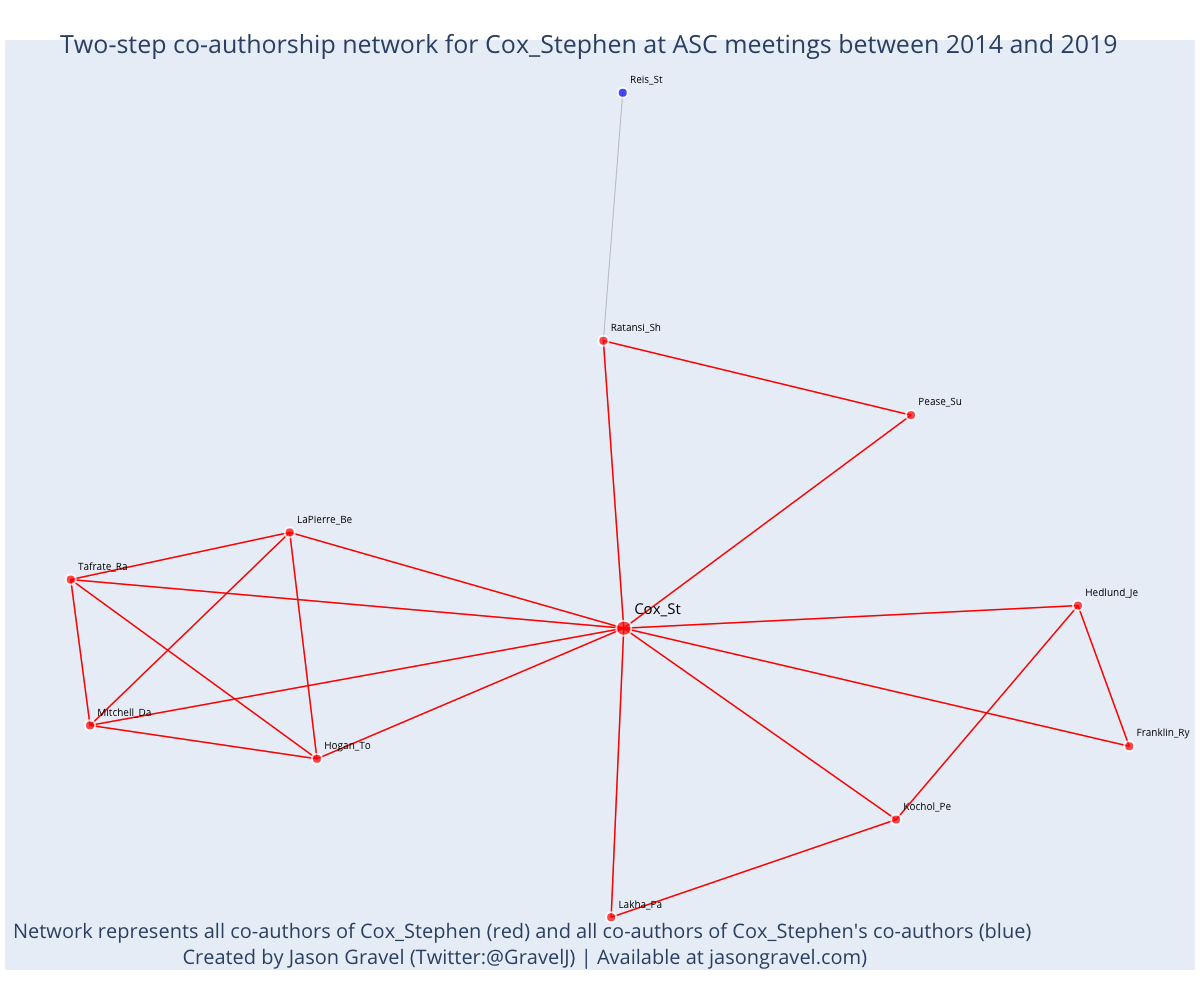 Two-step co-authorship network for Cox_Stephen at ASC meetings between 2014 and 2019
Reis_St
Ratansi_Sh
Pease_Su
LaPierre_Be
Tafrate_Ra
Hedlund_Je
Cox_St
Mitchell_Da
Franklin_Ry
Hogan_To
Kochol_Pe
Lakha_Pa
Network represents all co-authors of Cox_Stephen (red) and all co-authors of Cox_Stephen's co-authors (blue)
Created by Jason Gravel (Twitter:@GravelJ) | Available at jasongravel.com)